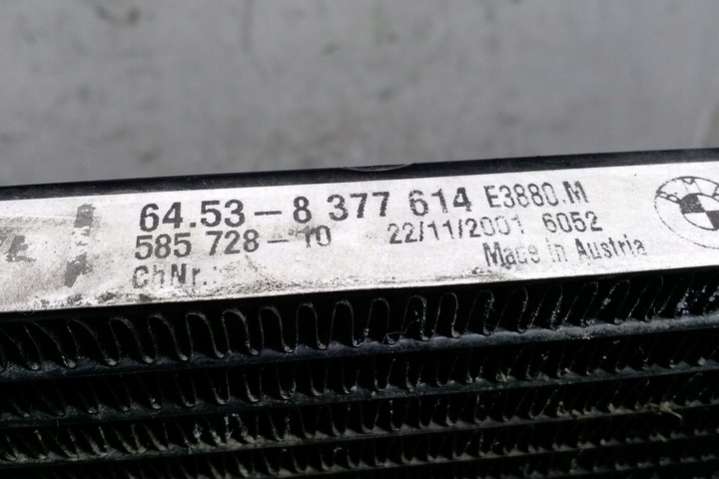 64.53-8 377 614 E3880.M
585 728-10 22/11/2001 6052
ChNr.: Made in Austria